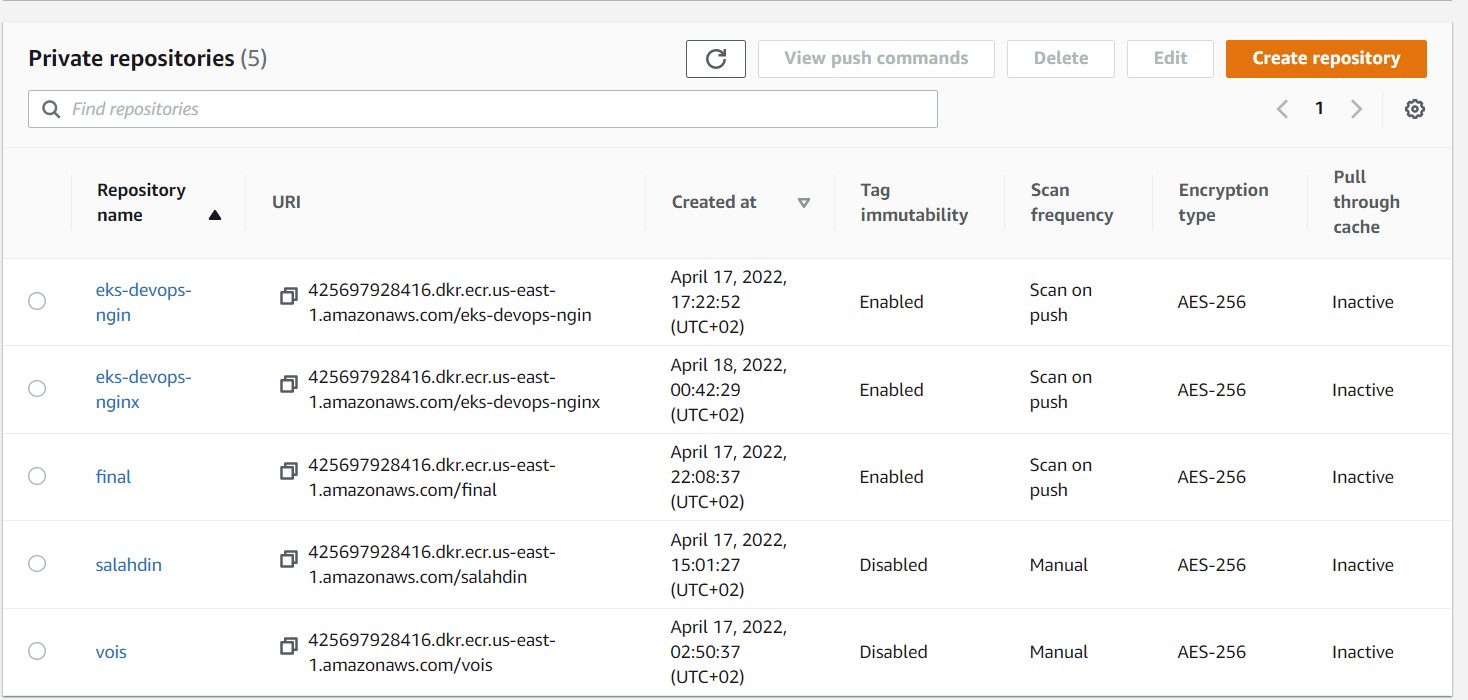 Private repositories (5)
View push commands
Delete
Edit
Create repository
Find repositories
1
Repository
name
URI
Created at
Tag
immutability
Scan
frequency
Encryption
type
Pull
through
cache
eks-devops-
ngin
425697928416.dkr.ecr.us-east-
1.amazonaws.com/eks-devops-ngin
April 17, 2022,
17:22:52
(UTC+02)
Enabled
Scan on
push
AES-256
Inactive
eks-devops-
nginx
425697928416.dkr.ecr.us-east-
1.amazonaws.com/eks-devops-nginx
April 18, 2022,
00:42:29
(UTC+02)
Enabled
Scan on
push
AES-256
Inactive
final
425697928416.dkr.ecr.us-east-
1.amazonaws.com/final
April 17, 2022,
22:08:37
(UTC+02)
Enabled
Scan on
push
AES-256
Inactive
salahdin
425697928416.dkr.ecr.us-east-
1.amazonaws.com/salahdin
April 17, 2022,
15:01:27
(UTC+02)
Disabled
Manual
AES-256
Inactive
vois
425697928416.dkr.ecr.us-east-
1.amazonaws.com/vois
April 17, 2022,
02:50:37
(UTC+02)
Disabled
Manual
AES-256
Inactive